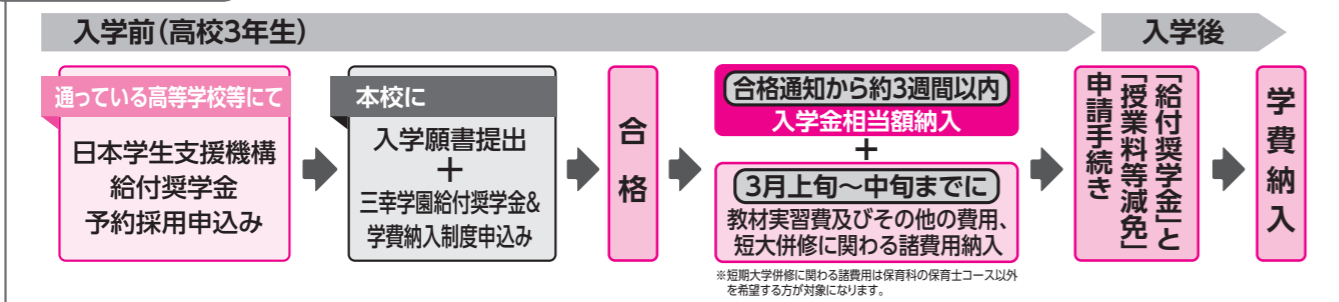 入学前(高校3年生)
入学後
通っている高等学校等にて
日本学生支援機構
給付奨学金
予約採用申込み
本校に
入学願書提出
+
三幸学園給付奨学金&
学費納入制度申込み
合格
合格通知から約3週間以内
入学金相当額納入
+
3月上旬~中旬までに
教材実習費及びその他の費用、
短大併修に関わる諸費用納入
※短期大学併修に関わる諸費用は保育科の保育士コース以外
を希望する方が対象になります。
「給付奨学金」と
「授業料等減免」
申請手続き
学費納入